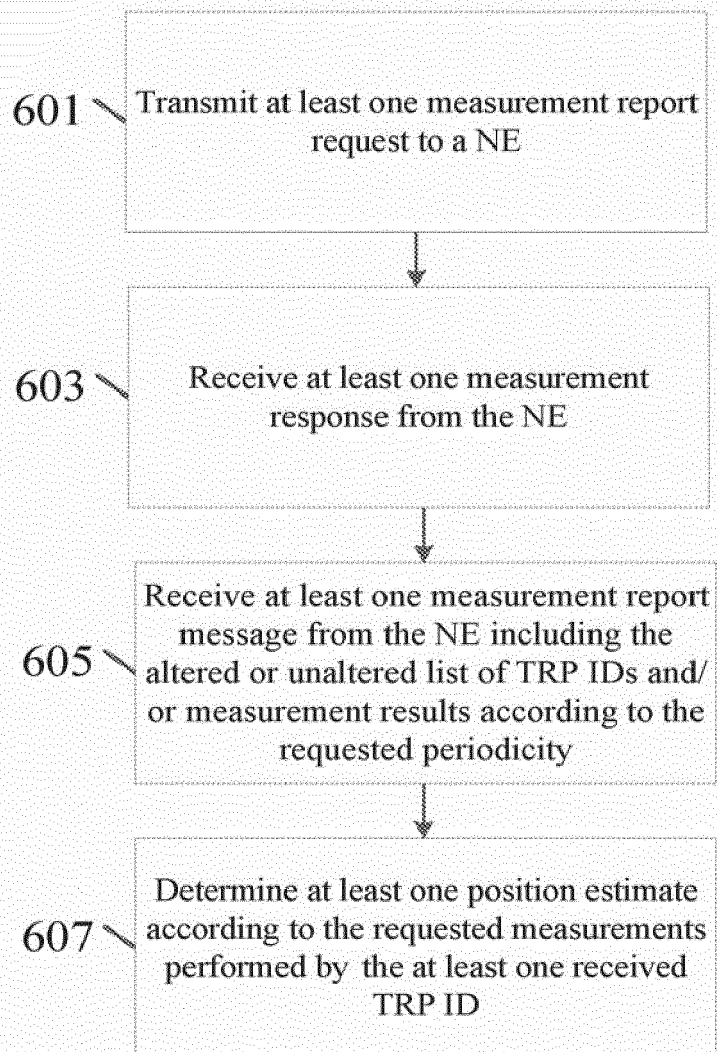 601
Transmit at least one measurement report
request to a NE
603
Receive at least one measurement
response from the NE
605
Receive at least one measurement report
message from the NE including the
altered or unaltered list of TRP IDs and/
or measurement results according to the
requested periodicity
607
Determine at least one position estimate
according to the requested measurements
performed by the at least one received
TRP ID